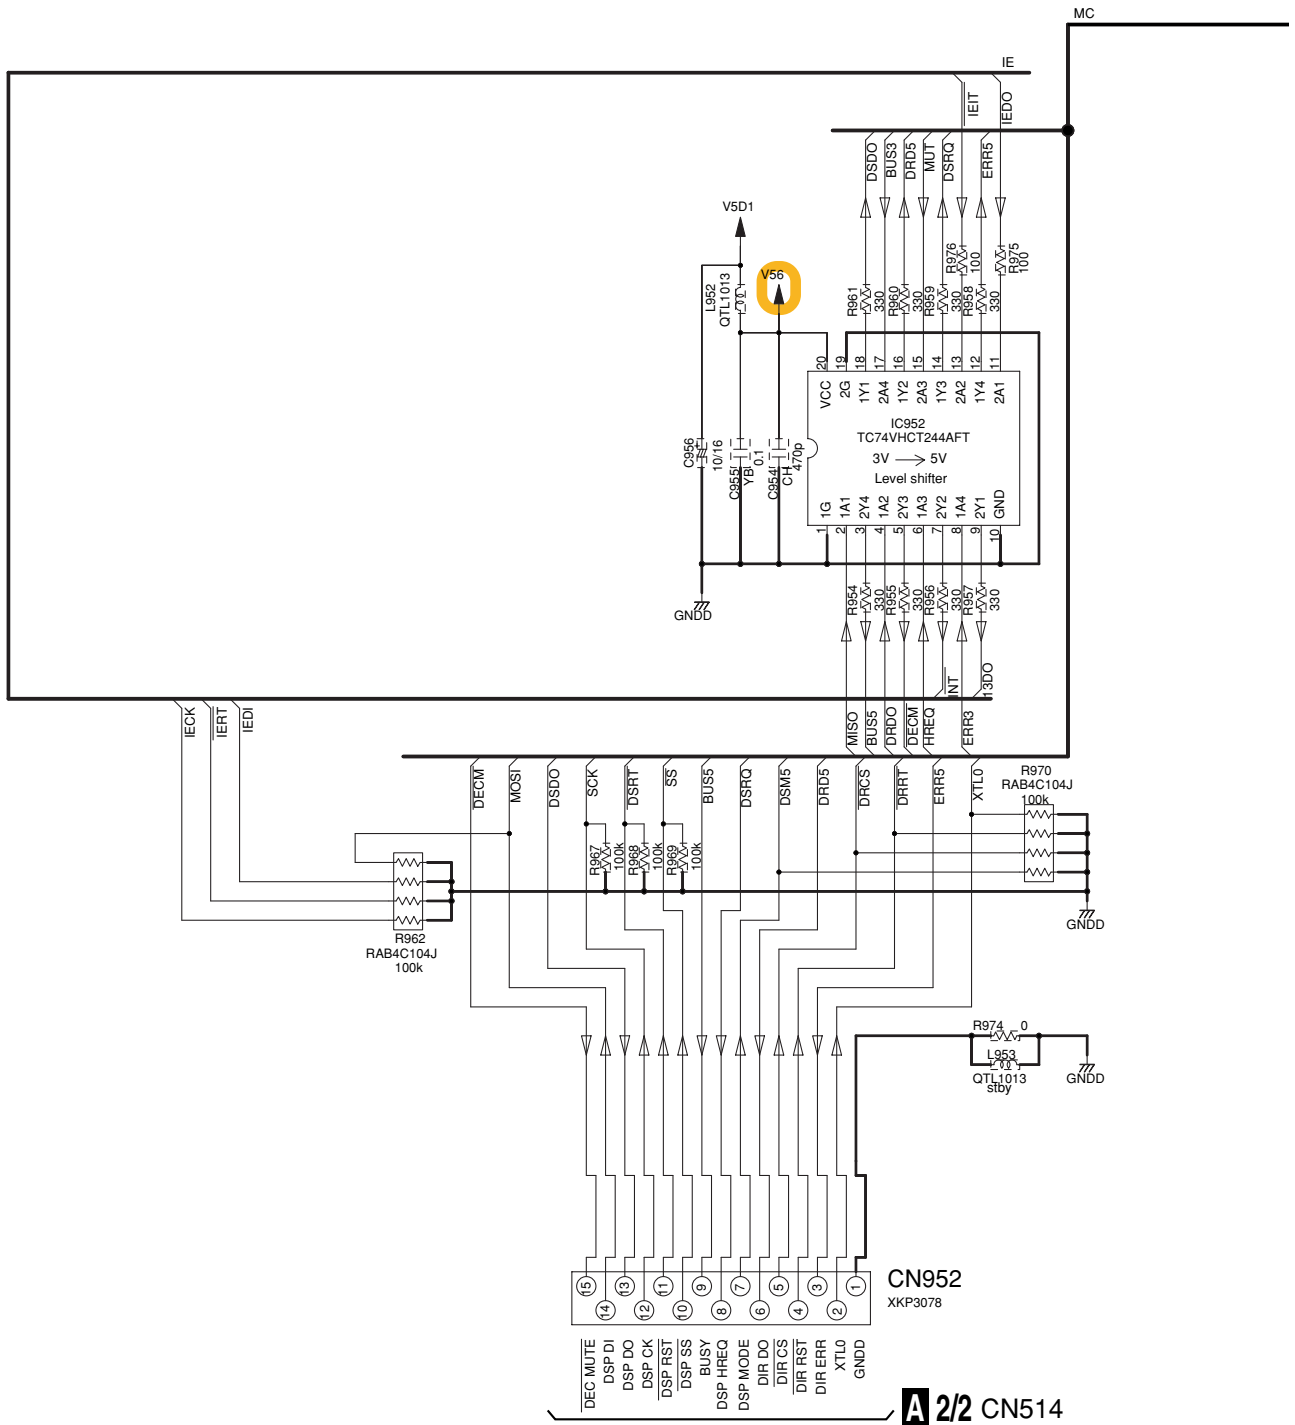 MC
IE
IEIT
IEDO
DSDO
BUS3
DRD5
MUT
DSRQ
ERR5
V5D1
V56
L952
QTL1013
R976
100
R975
100
R961
330
R960
330
R959
330
R958
330
20
19
18
17
16
15
14
13
12
11
VCC
2G
1Y1
2A4
1Y2
2A3
1Y3
2A2
1Y4
2A1
IC952
TC74VHCT244AFT
3V 5V
Level shifter
C956
+
10/16
C955
YB
0.1
C954
CH
470p
1G
1A1
2Y4
1A2
2Y3
1A3
2Y2
1A4
2Y1
GND
1
2
3
4
5
6
7
8
9
10
R954
330
R955
330
R956
330
R957
330
GNDD
INT
13DO
IECK
IERT
IEDI
MISO
BUS5
DRDO
DECM
HREQ
ERR3
DECM
MOSI
DSDO
SCK
DSRT
SS
BUS5
DSRQ
DSM5
DRD5
DRCS
DRRT
ERR5
XTL0
R970
RAB4C104J
100k
R967
100k
R968
100k
R969
100k
GNDD
R962
RAB4C104J
100k
R974 0
L953
QTL1013
stby
GNDD
15
14
13
12
11
10
9
8
7
6
5
4
3
2
1
CN952
XKP3078
DEC MUTE
DSP DI
DSP DO
DSP CK
DSP RST
DSP SS
BUSY
DSP HREQ
DSP MODE
DIR DO
DIR CS
DIR RST
DIR ERR
XTL0
GNDD
A 2/2 CN514